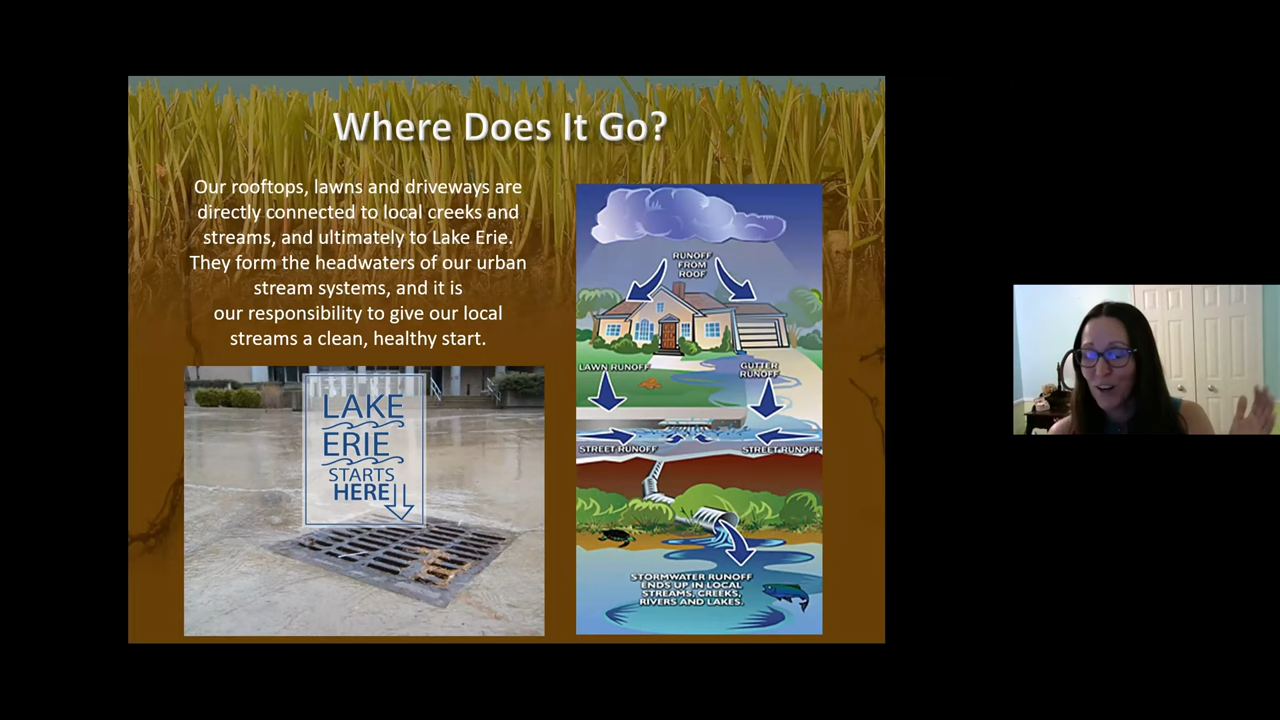 Where Does It Go?
Our rooftops, lawns and driveways are
directly connected to local creeks and
streams, and ultimately to Lake Erie.
They form the headwaters of our urban
stream systems, and it is
our responsibility to give our local
streams a clean, healthy start.
LAKE
ERIE
STARTS
HERE
RUNOFF
FROM
ROOF
LAWN RUNOFF
GUTTER
RUNOFF
STREET RUNOFF
STREET RUNOFF
STORMWATER RUNOFF
ENDS UP IN LOCAL
STREAMS, CREEKS,
RIVERS AND LAKES.